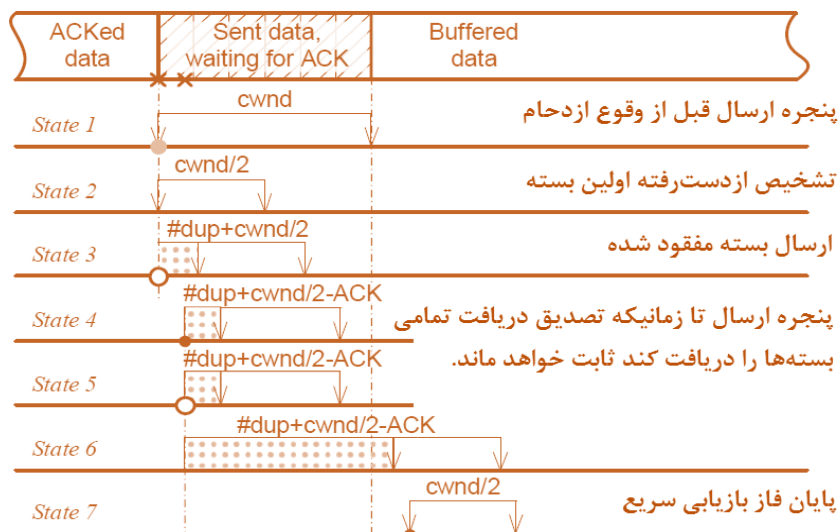 ACKed data
Sent data, waiting for ACK
Buffered data
cwnd
State 1
پنجره ارسال قبل از وقوع ازدحام
cwnd/2
State 2
تشخیص ازدست‌رفته اولین بسته
#dup+cwnd/2
State 3
ارسال بسته مفقود شده
#dup+cwnd/2-ACK
State 4
پنجره ارسال تا زمانیکه تصدیق دریافت تمامی
#dup+cwnd/2-ACK
بسته‌ها را دریافت کند ثابت خواهد ماند.
State 5
#dup+cwnd/2-ACK
State 6
cwnd/2
State 7
پایان فاز بازیابی سریع